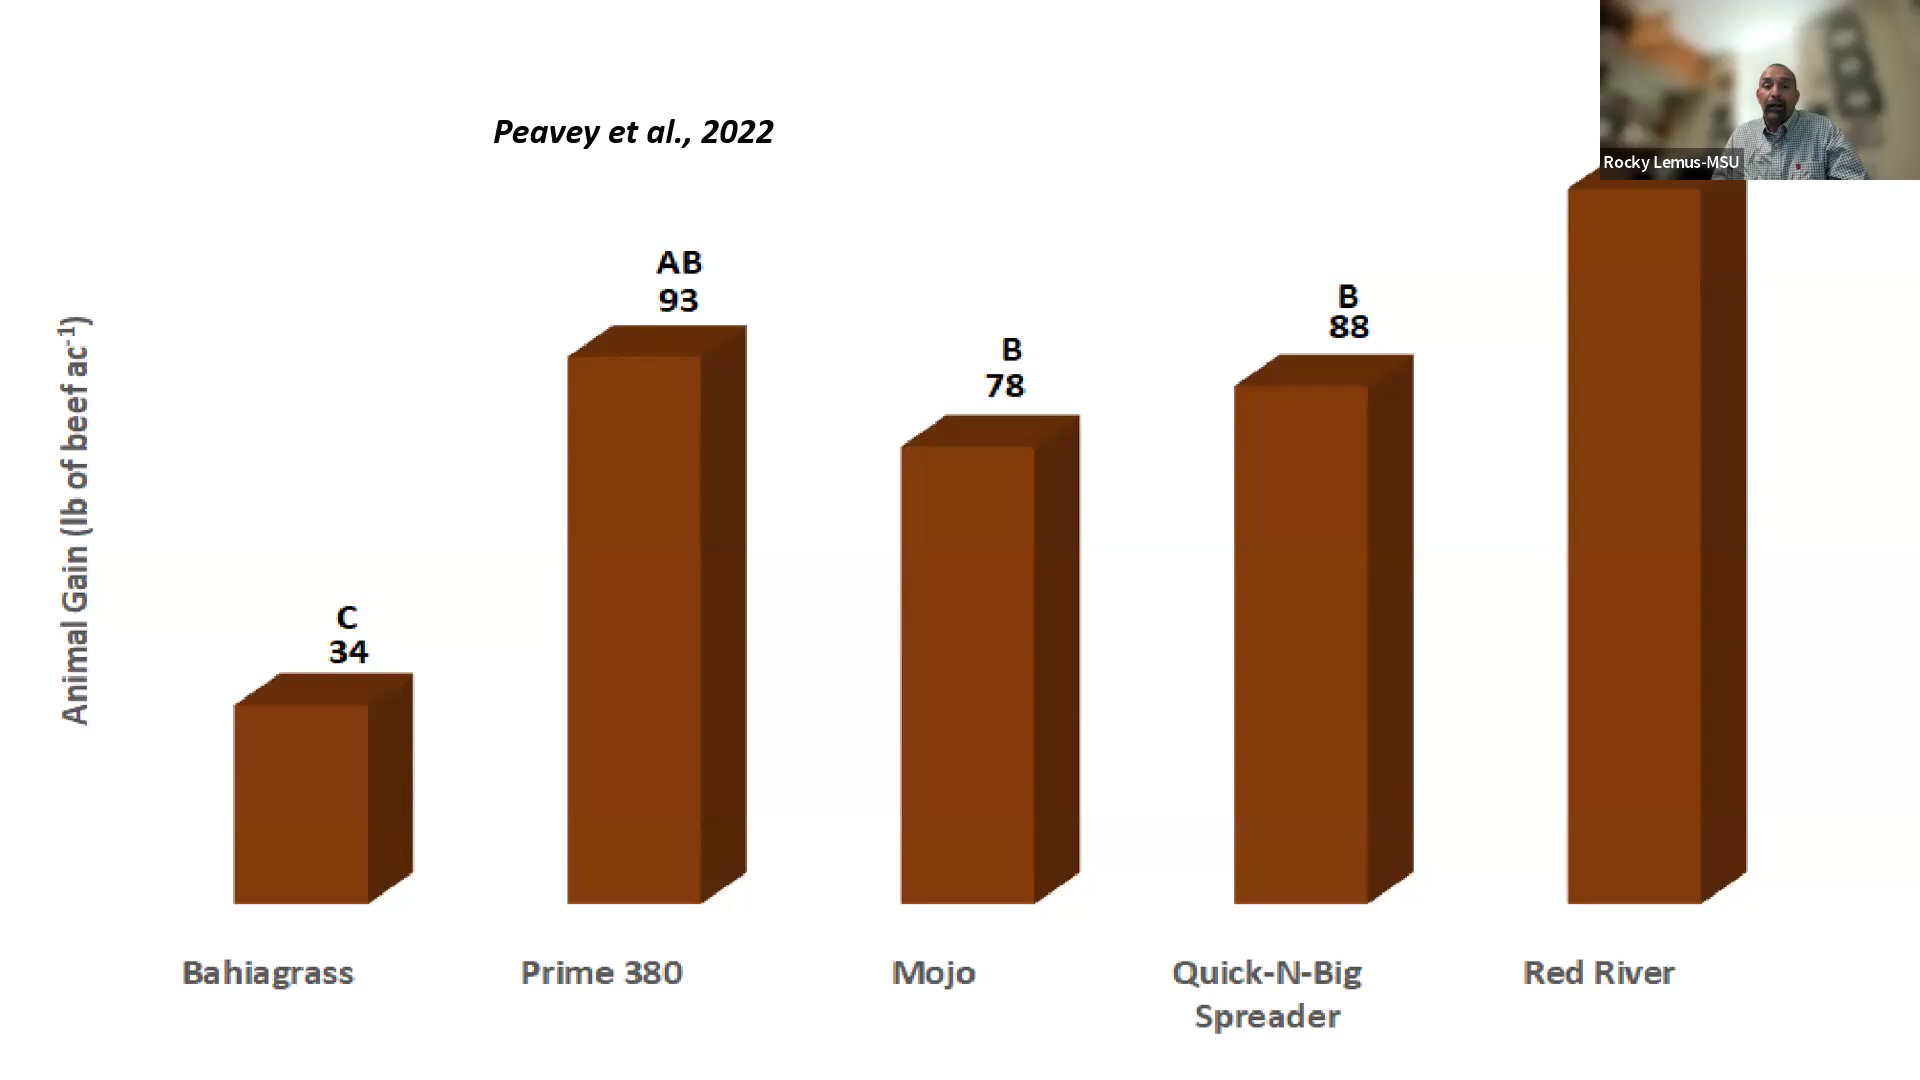 Rocky Lemus-MSU
Peavey et al., 2022
Animal Gain (lb of beef ac⁻¹)
C
34
AB
93
B
78
B
88
Bahiagrass
Prime 380
Mojo
Quick-N-Big
Spreader
Red River